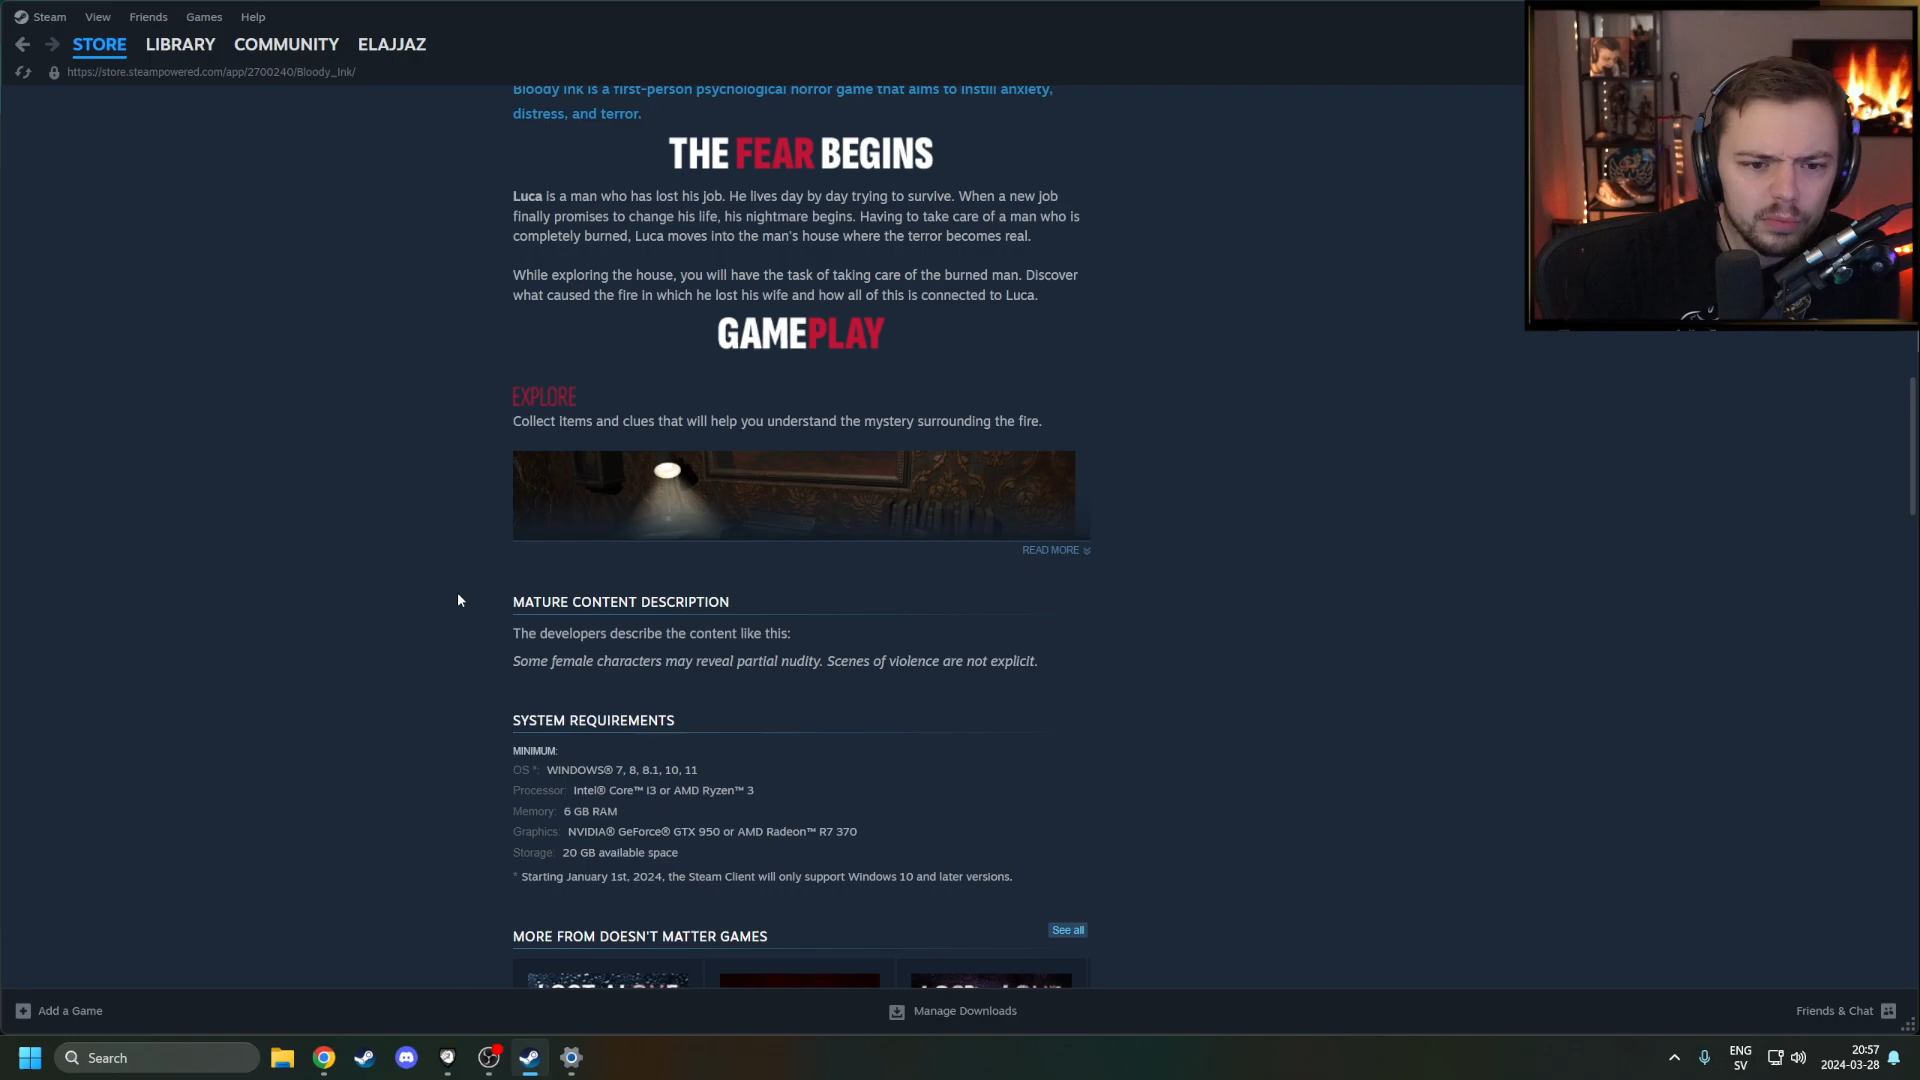 Steam View Friends Games Help
STORE LIBRARY COMMUNITY ELAJJAZ
https://store.steampowered.com/app/2700240/Bloody_Ink/
Bloody Ink is a first-person psychological horror game that aims to instill anxiety,
distress, and terror.
THE FEAR BEGINS
Luca is a man who has lost his job. He lives day by day trying to survive. When a new job
finally promises to change his life, his nightmare begins. Having to take care of a man who is
completely burned, Luca moves into the man's house where the terror becomes real.
While exploring the house, you will have the task of taking care of the burned man. Discover
what caused the fire in which he lost his wife and how all of this is connected to Luca.
GAMEPLAY
EXPLORE
Collect items and clues that will help you understand the mystery surrounding the fire.
READ MORE
MATURE CONTENT DESCRIPTION
The developers describe the content like this:
Some female characters may reveal partial nudity. Scenes of violence are not explicit.
SYSTEM REQUIREMENTS
MINIMUM:
OS *: WINDOWS® 7, 8, 8.1, 10, 11
Processor: Intel® Core™ i3 or AMD Ryzen™ 3
Memory: 6 GB RAM
Graphics: NVIDIA® GeForce® GTX 950 or AMD Radeon™ R7 370
Storage: 20 GB available space
* Starting January 1st, 2024, the Steam Client will only support Windows 10 and later versions.
MORE FROM DOESN'T MATTER GAMES
See all
Add a Game
Manage Downloads
Friends & Chat
Search
ENG
SV
20:57
2024-03-28